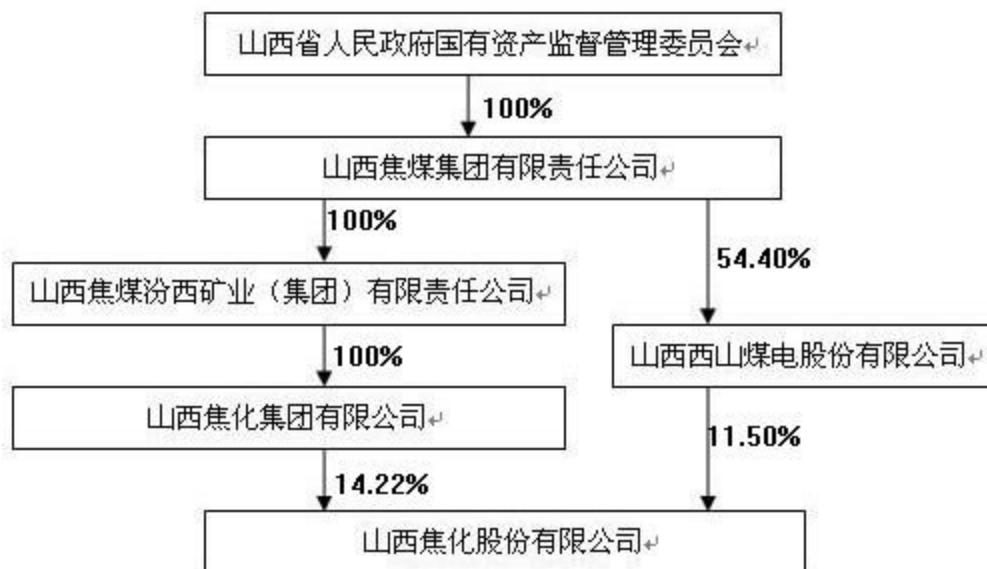 山西省人民政府国有资产监督管理委员会↵
100%
山西焦煤集团有限责任公司↵
100%
54.40%
山西焦煤汾西矿业（集团）有限责任公司↵
山西西山煤电股份有限公司↵
100%
山西焦化集团有限公司↵
11.50%
14.22%
山西焦化股份有限公司↵